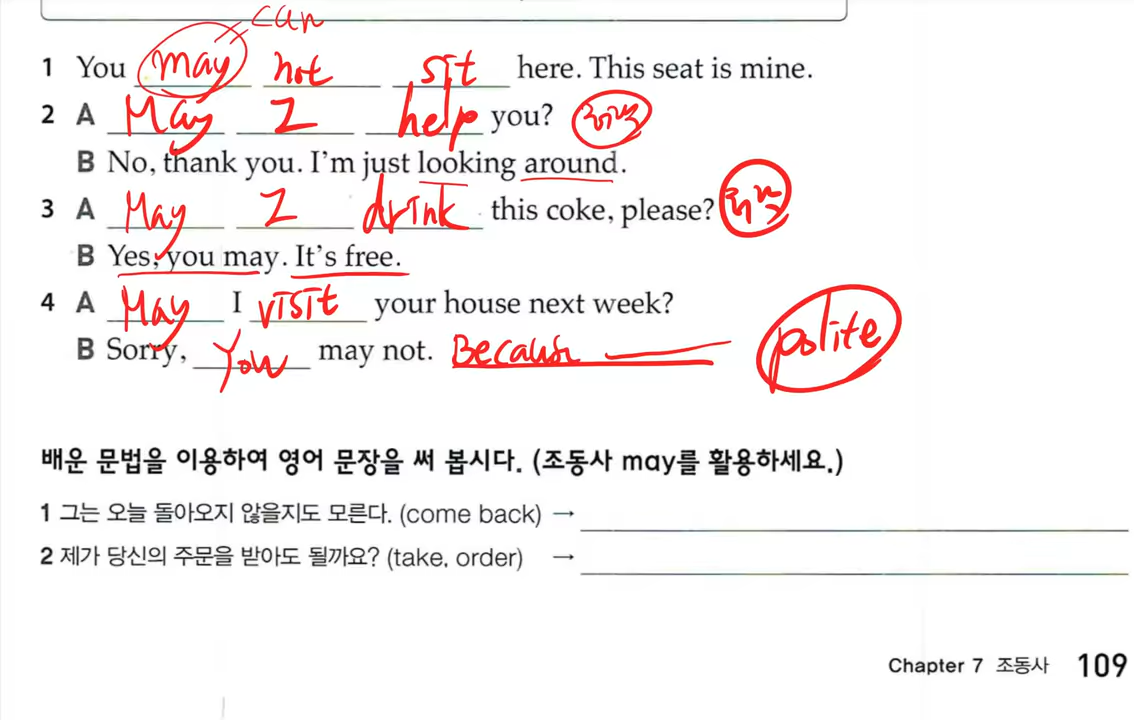 can
1 You may not sit here. This seat is mine.
2 A May I help you? 허락
B No, thank you. I'm just looking around.
3 A May I drink this coke, please? 허락
B Yes, you may. It's free.
4 A May I visit your house next week?
B Sorry, You may not. Because polite
배운 문법을 이용하여 영어 문장을 써 봅시다. (조동사 may를 활용하세요.)
1 그는 오늘 돌아오지 않을지도 모른다. (come back) →
2 제가 당신의 주문을 받아도 될까요? (take, order) →
Chapter 7 조동사 109